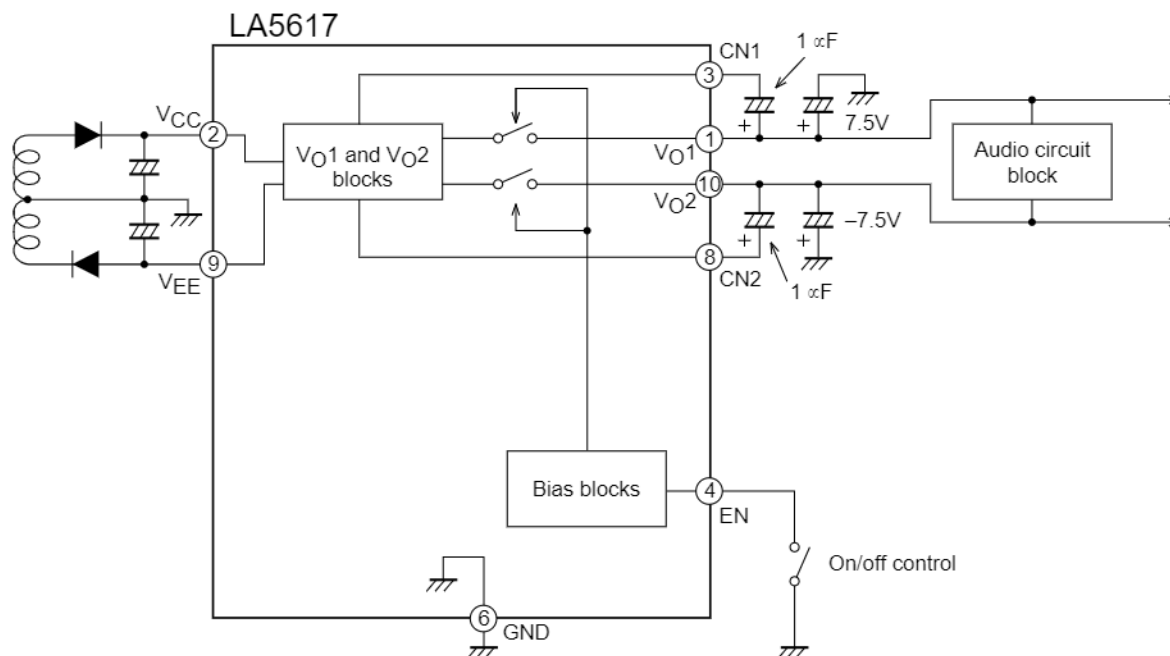 LA5617
CN1
1 ∝F
3
VCC
2
VO1 and VO2
blocks
+
+
7.5V
1
VO1
Audio circuit
block
10
VO2
–7.5V
+
+
9
VEE
8
CN2
1 ∝F
Bias blocks
4
EN
On/off control
6
GND